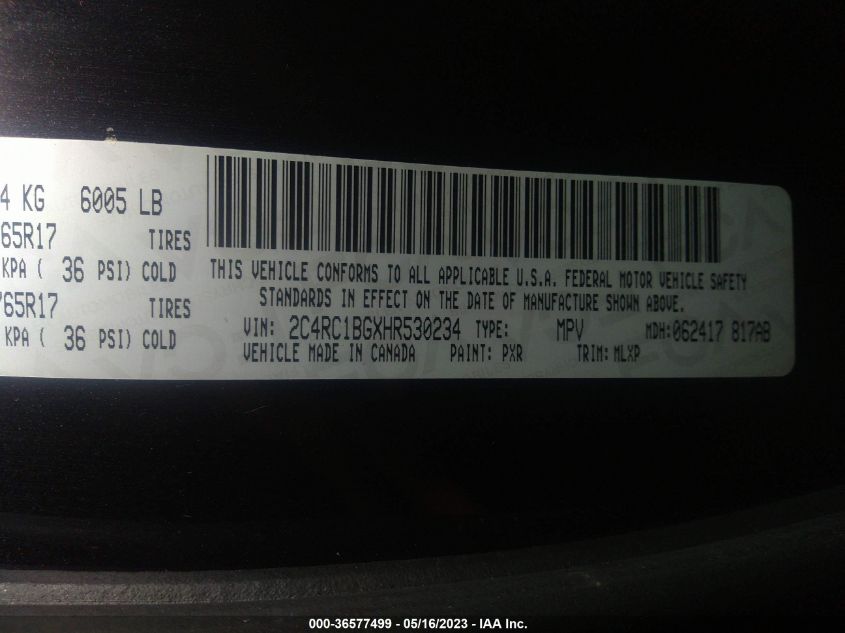 4 KG 6005 LB
65R17 TIRES
KPA ( 36 PSI) COLD
65R17 TIRES
KPA ( 36 PSI) COLD
THIS VEHICLE CONFORMS TO ALL APPLICABLE U.S.A. FEDERAL MOTOR VEHICLE SAFETY
STANDARDS IN EFFECT ON THE DATE OF MANUFACTURE SHOWN ABOVE.
VIN: 2C4RC1BGXHR530234 TYPE: MPV MDH:062417 817AB
VEHICLE MADE IN CANADA PAINT: PXR TRIM: MLXP
000-36577499 - 05/16/2023 - IAA Inc.